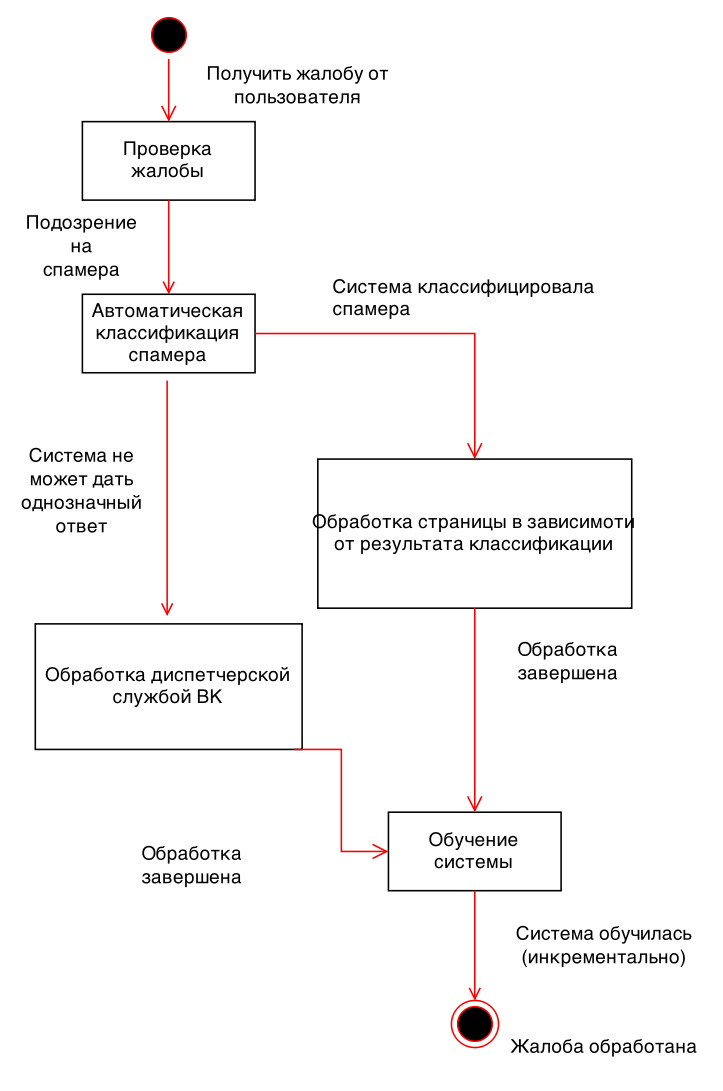 Получить жалобу от
пользователя
Проверка
жалобы
Подозрение
на
спамера
Система классифицировала
спамера
Автоматическая
классификация
спамера
Система не
может дать
однозначный
ответ
Обработка страницы в зависимоти
от результата классификации
Обработка
завершена
Обработка диспетчерской
службой ВК
Обработка
завершена
Обучение
системы
Система обучилась
(инкрементально)
Жалоба обработана